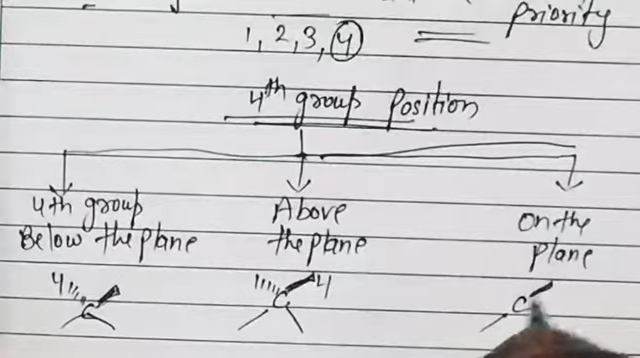 priority
1, 2, 3, 4
4th group Position
4th group
Below the plane
Above
the plane
On the
plane
4 C
C 4
C